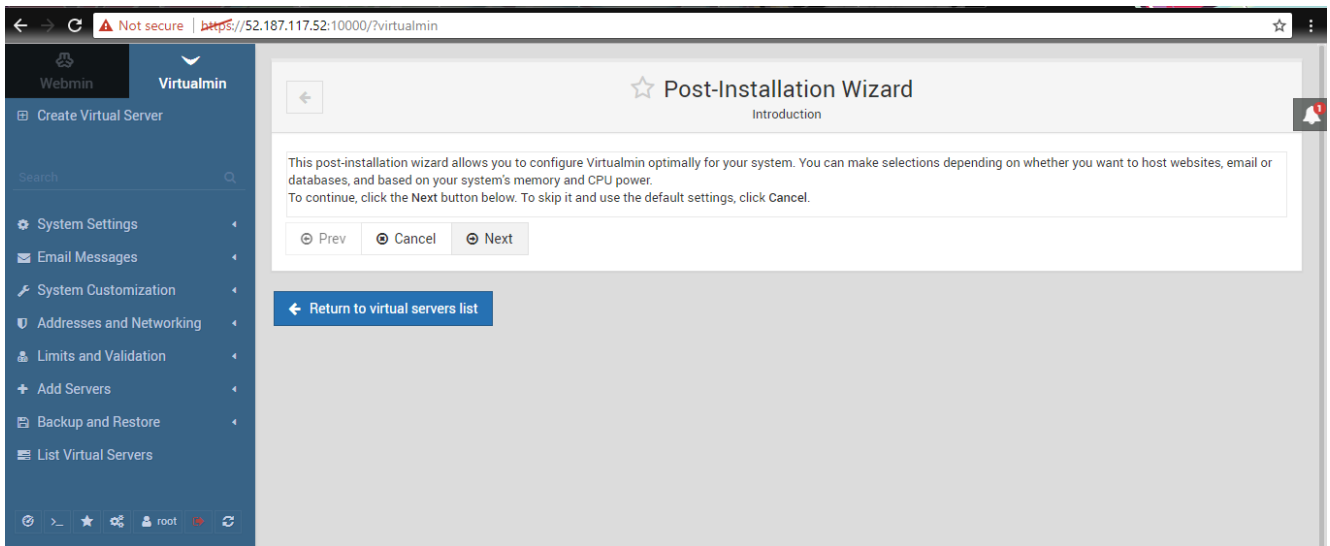 Not secure | https://52.187.117.52:10000/?virtualmin
Webmin
Virtualmin
Create Virtual Server
Search
System Settings
Email Messages
System Customization
Addresses and Networking
Limits and Validation
Add Servers
Backup and Restore
List Virtual Servers
root
Post-Installation Wizard
Introduction
1
This post-installation wizard allows you to configure Virtualmin optimally for your system. You can make selections depending on whether you want to host websites, email or
databases, and based on your system's memory and CPU power.
To continue, click the Next button below. To skip it and use the default settings, click Cancel.
Prev
Cancel
Next
Return to virtual servers list